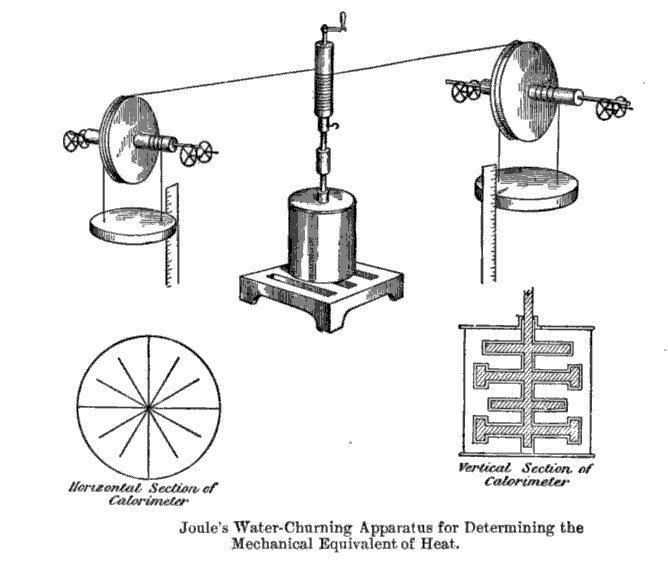 Horizontal Section of
Calorimeter
Vertical Section of
Calorimeter
Joule's Water-Churning Apparatus for Determining the
Mechanical Equivalent of Heat.